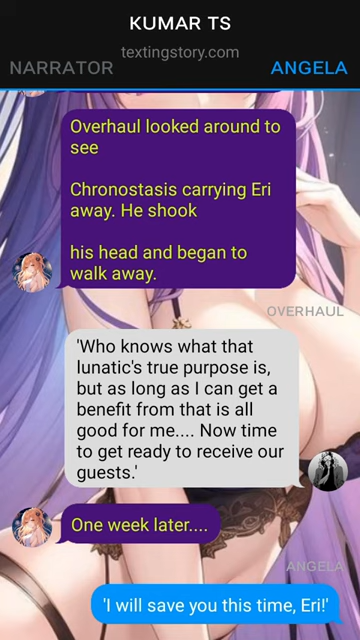 KUMAR TS
textingstory.com
NARRATOR
ANGELA
Overhaul looked around to
see
Chronostasis carrying Eri
away. He shook
his head and began to
walk away.
OVERHAUL
'Who knows what that
lunatic's true purpose is,
but as long as I can get a
benefit from that is all
good for me.... Now time
to get ready to receive our
guests.'
One week later....
ANGELA
'I will save you this time, Eri!'